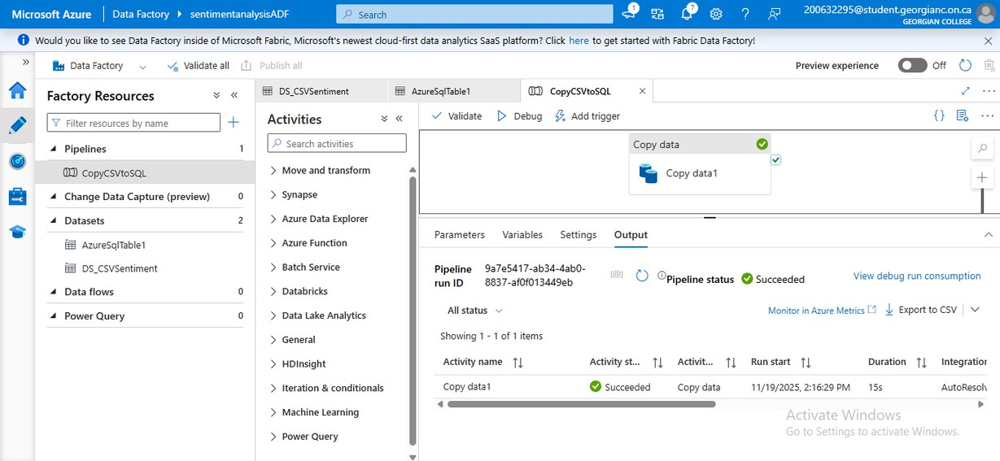 Microsoft Azure
Data Factory
sentimentanalysisADF
Search
1
7
200632295@student.georgianc.on.ca
GEORGIAN COLLEGE
Would you like to see Data Factory inside of Microsoft Fabric, Microsoft's newest cloud-first data analytics SaaS platform? Click here to get started with Fabric Data Factory!
Data Factory
Validate all
Publish all
Preview experience
Off
Factory Resources
Filter resources by name
Pipelines 1
CopyCSVtoSQL
Change Data Capture (preview) 0
Datasets 2
AzureSqlTable1
DS_CSVSentiment
Data flows 0
Power Query 0
DS_CSVSentiment
AzureSqlTable1
CopyCSVtoSQL
Activities
Search activities
Move and transform
Synapse
Azure Data Explorer
Azure Function
Batch Service
Databricks
Data Lake Analytics
General
HDInsight
Iteration & conditionals
Machine Learning
Power Query
Validate
Debug
Add trigger
Copy data
Copy data1
Parameters
Variables
Settings
Output
Pipeline run ID
9a7e5417-ab34-4ab0-
8837-af0f013449eb
Pipeline status
Succeeded
View debug run consumption
All status
Monitor in Azure Metrics
Export to CSV
Showing 1 - 1 of 1 items
Activity name Activity st... Activit... Run start Duration Integration
Copy data1 Succeeded Copy data 11/19/2025, 2:16:29 PM 15s AutoResolv
Activate Windows
Go to Settings to activate Windows.